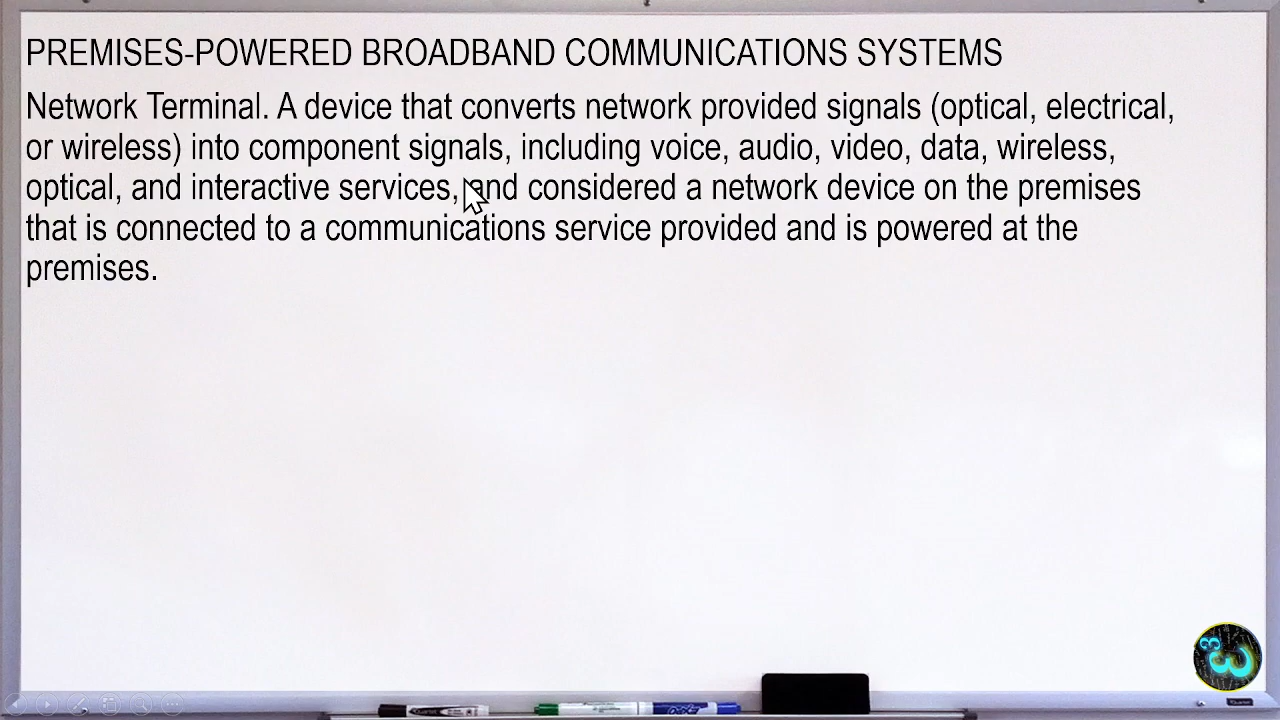 PREMISES-POWERED BROADBAND COMMUNICATIONS SYSTEMS
Network Terminal. A device that converts network provided signals (optical, electrical,
or wireless) into component signals, including voice, audio, video, data, wireless,
optical, and interactive services, and considered a network device on the premises
that is connected to a communications service provided and is powered at the
premises.